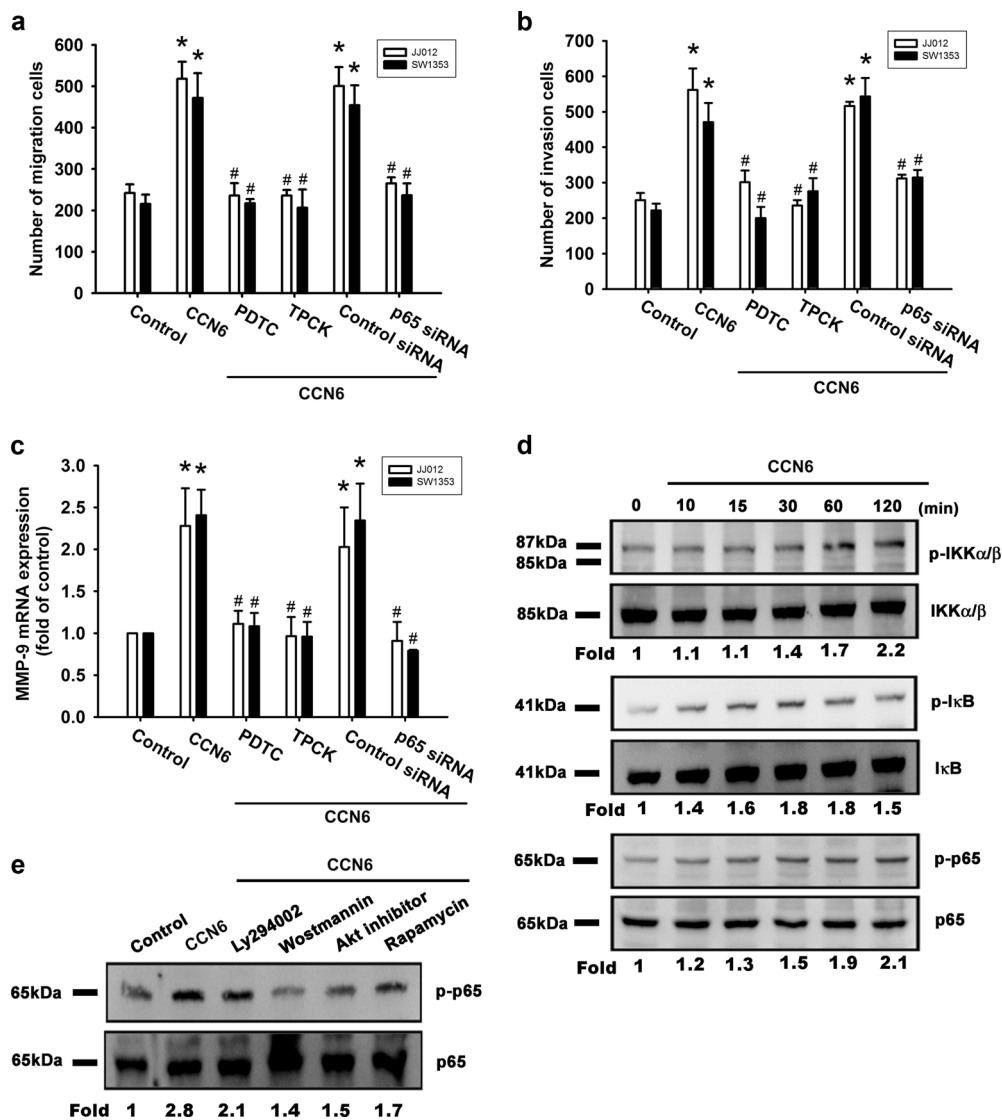 a
600
500
400
300
200
100
0
Number of migration cells
JJ012
SW1353
* * * *
# # # # # #
Control
CCN6
PDTC
TPCK
Control siRNA
p65 siRNA
CCN6
b
700
600
500
400
300
200
100
0
Number of invasion cells
JJ012
SW1353
* * * *
# # # # # #
Control
CCN6
PDTC
TPCK
Control siRNA
p65 siRNA
CCN6
c
3.0
2.5
2.0
1.5
1.0
0.5
0.0
MMP-9 mRNA expression
(fold of control)
JJ012
SW1353
* * * *
# # # # # #
Control
CCN6
PDTC
TPCK
Control siRNA
p65 siRNA
CCN6
d
CCN6
0 10 15 30 60 120 (min)
87kDa
85kDa
p-IKKα/β
85kDa
IKKα/β
Fold 1 1.1 1.1 1.4 1.7 2.2
41kDa
p-IκB
41kDa
IκB
Fold 1 1.4 1.6 1.8 1.8 1.5
65kDa
p-p65
65kDa
p65
Fold 1 1.2 1.3 1.5 1.9 2.1
e
CCN6
Control
CCN6
Ly294002
Wostmannin
Akt inhibitor
Rapamycin
65kDa
p-p65
65kDa
p65
Fold 1 2.8 2.1 1.4 1.5 1.7